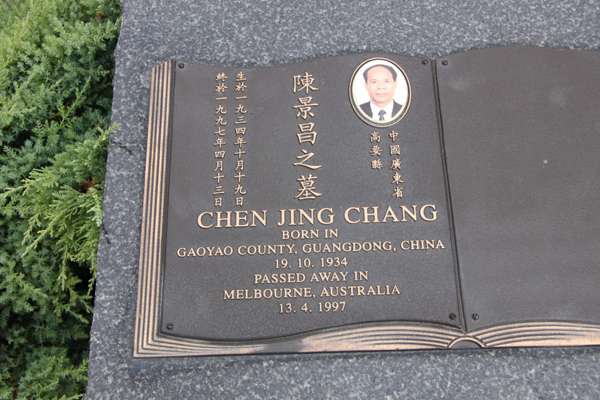 中國廣東省
高要縣
陳景昌之墓
生於一九三四年十月十九日
終於一九九七年四月十三日
CHEN JING CHANG
BORN IN
GAOYAO COUNTY, GUANGDONG, CHINA
19. 10. 1934
PASSED AWAY IN
MELBOURNE, AUSTRALIA
13. 4. 1997